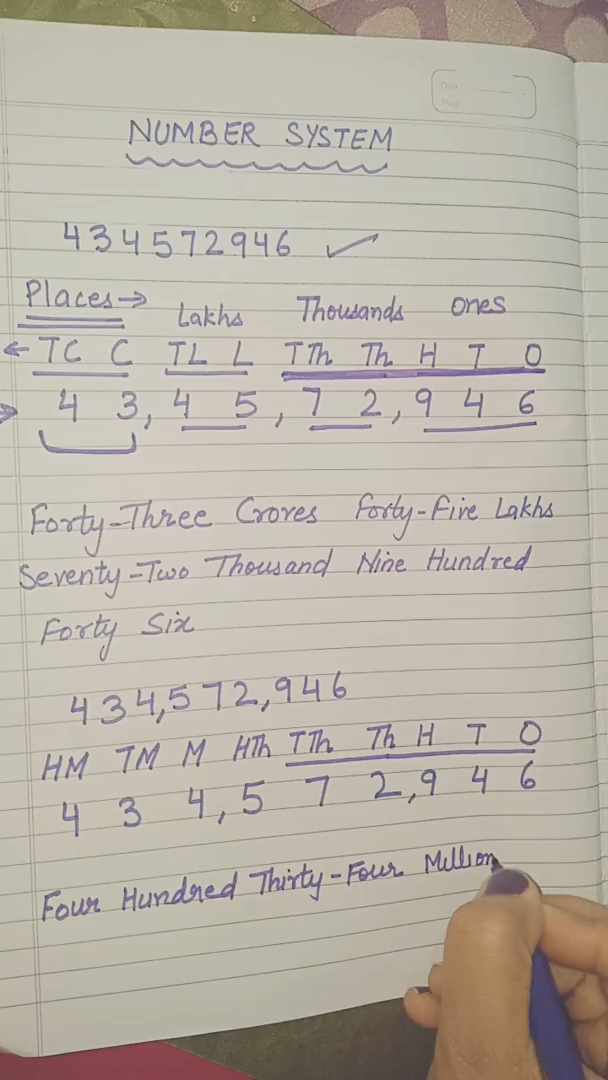 NUMBER SYSTEM
434572946 ✓
Places → Lakhs Thousands Ones
← TC C TL L TTh Th H T O
→ 4 3, 4 5, 7 2, 9 4 6
Forty-Three Crores Forty-Five Lakhs
Seventy-Two Thousand Nine Hundred
Forty Six
434,572,946
HM TM M HTh TTh Th H T O
4 3 4, 5 7 2, 9 4 6
Four Hundred Thirty-Four Million